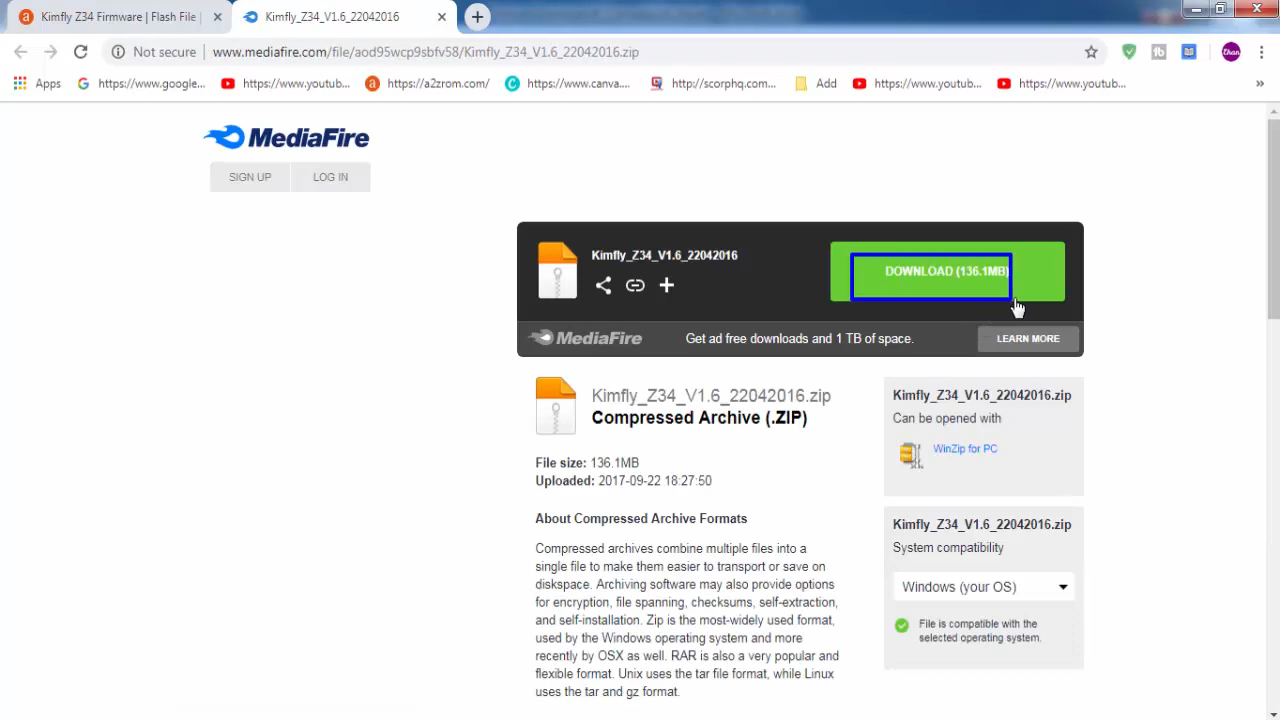 Kimfly Z34 Firmware | Flash File |
Kimfly_Z34_V1.6_22042016
Not secure
www.mediafire.com/file/aod95wcp9sbfv58/Kimfly_Z34_V1.6_22042016.zip
Apps
https://www.google...
https://www.youtub...
https://a2zrom.com/
https://www.canva....
http://scorphq.com...
Add
https://www.youtub...
https://www.youtub...
»
MediaFire
SIGN UP
LOG IN
Kimfly_Z34_V1.6_22042016
DOWNLOAD (136.1MB)
MediaFire
Get ad free downloads and 1 TB of space.
LEARN MORE
Kimfly_Z34_V1.6_22042016.zip
Compressed Archive (.ZIP)
File size: 136.1MB
Uploaded: 2017-09-22 18:27:50
About Compressed Archive Formats
Compressed archives combine multiple files into a
single file to make them easier to transport or save on
diskspace. Archiving software may also provide options
for encryption, file spanning, checksums, self-extraction,
and self-installation. Zip is the most-widely used format,
used by the Windows operating system and more
recently by OSX as well. RAR is also a very popular and
flexible format. Unix uses the tar file format, while Linux
uses the tar and gz format.
Kimfly_Z34_V1.6_22042016.zip
Can be opened with
WinZip for PC
Kimfly_Z34_V1.6_22042016.zip
System compatibility
Windows (your OS)
File is compatible with the
selected operating system.